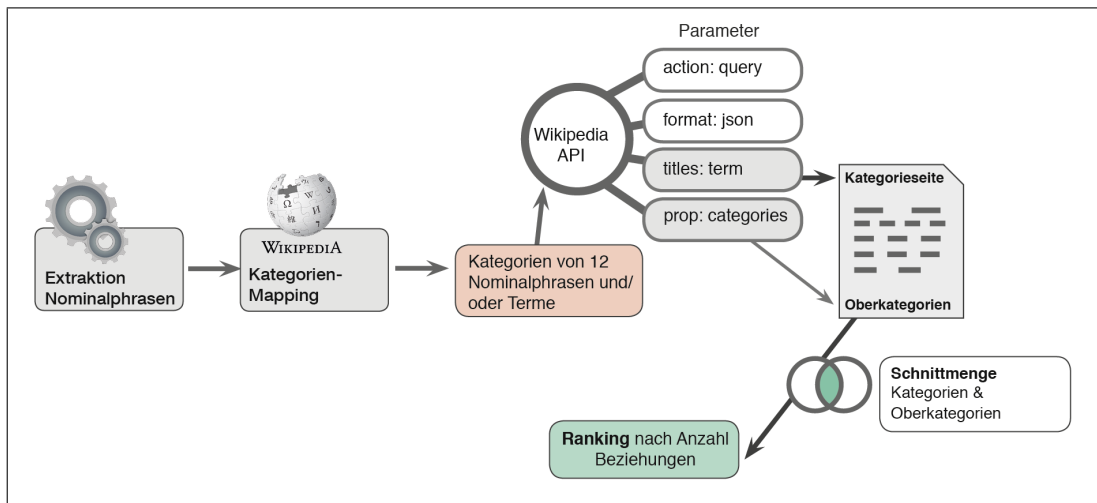 Parameter
action: query
format: json
titles: term
prop: categories
Wikipedia
API
WIKIPEDIA
Extraktion
Nominalphrasen
Kategorien-
Mapping
Kategorien von 12
Nominalphrasen und/
oder Terme
Kategorieseite
Oberkategorien
Schnittmenge
Kategorien &
Oberkategorien
Ranking nach Anzahl
Beziehungen